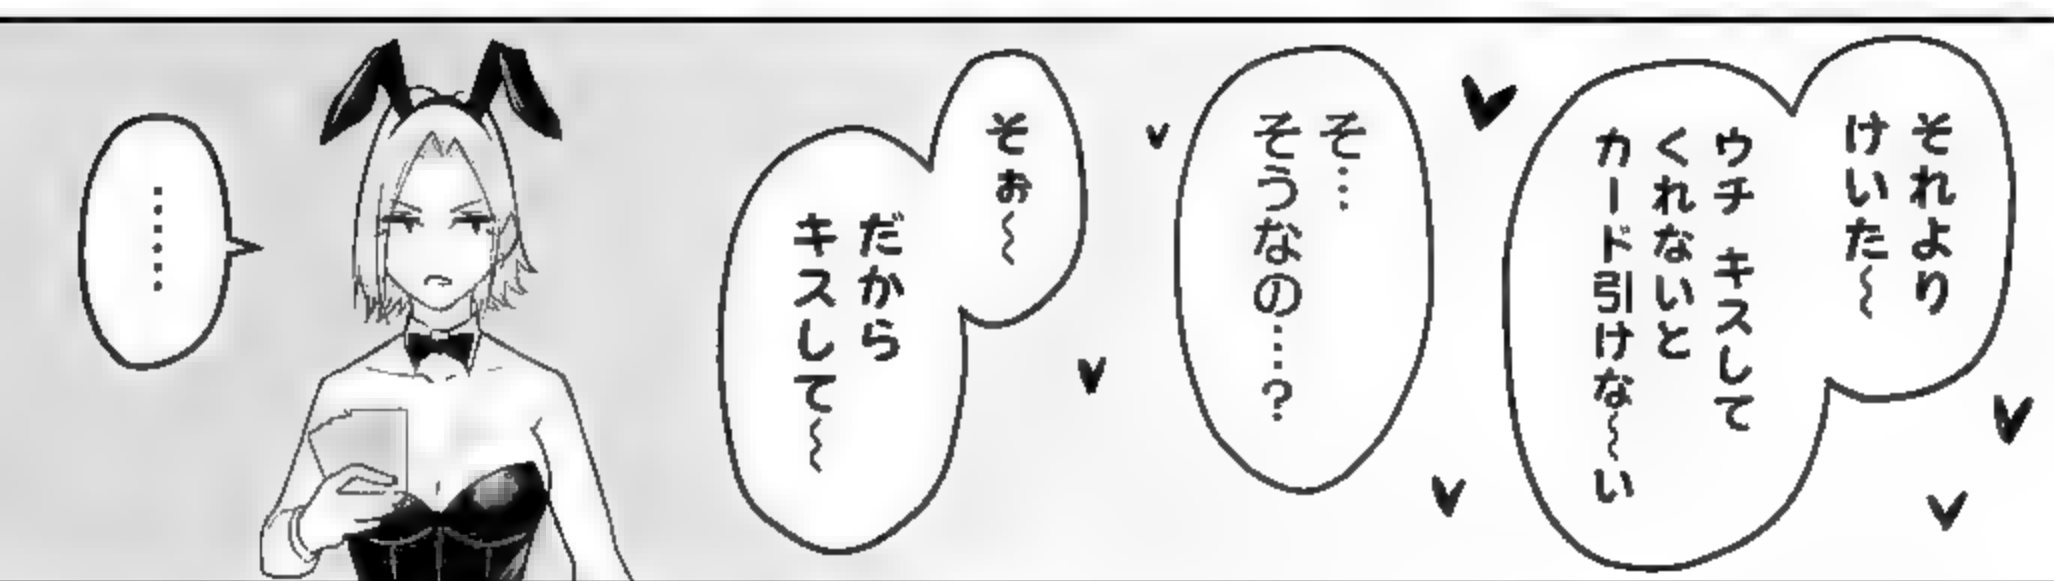 それより
けいた〜
ウチ キスして
くれないと
カード引けな〜い
そ…
そうなの……?
そぉ〜
だから
キスして〜
……